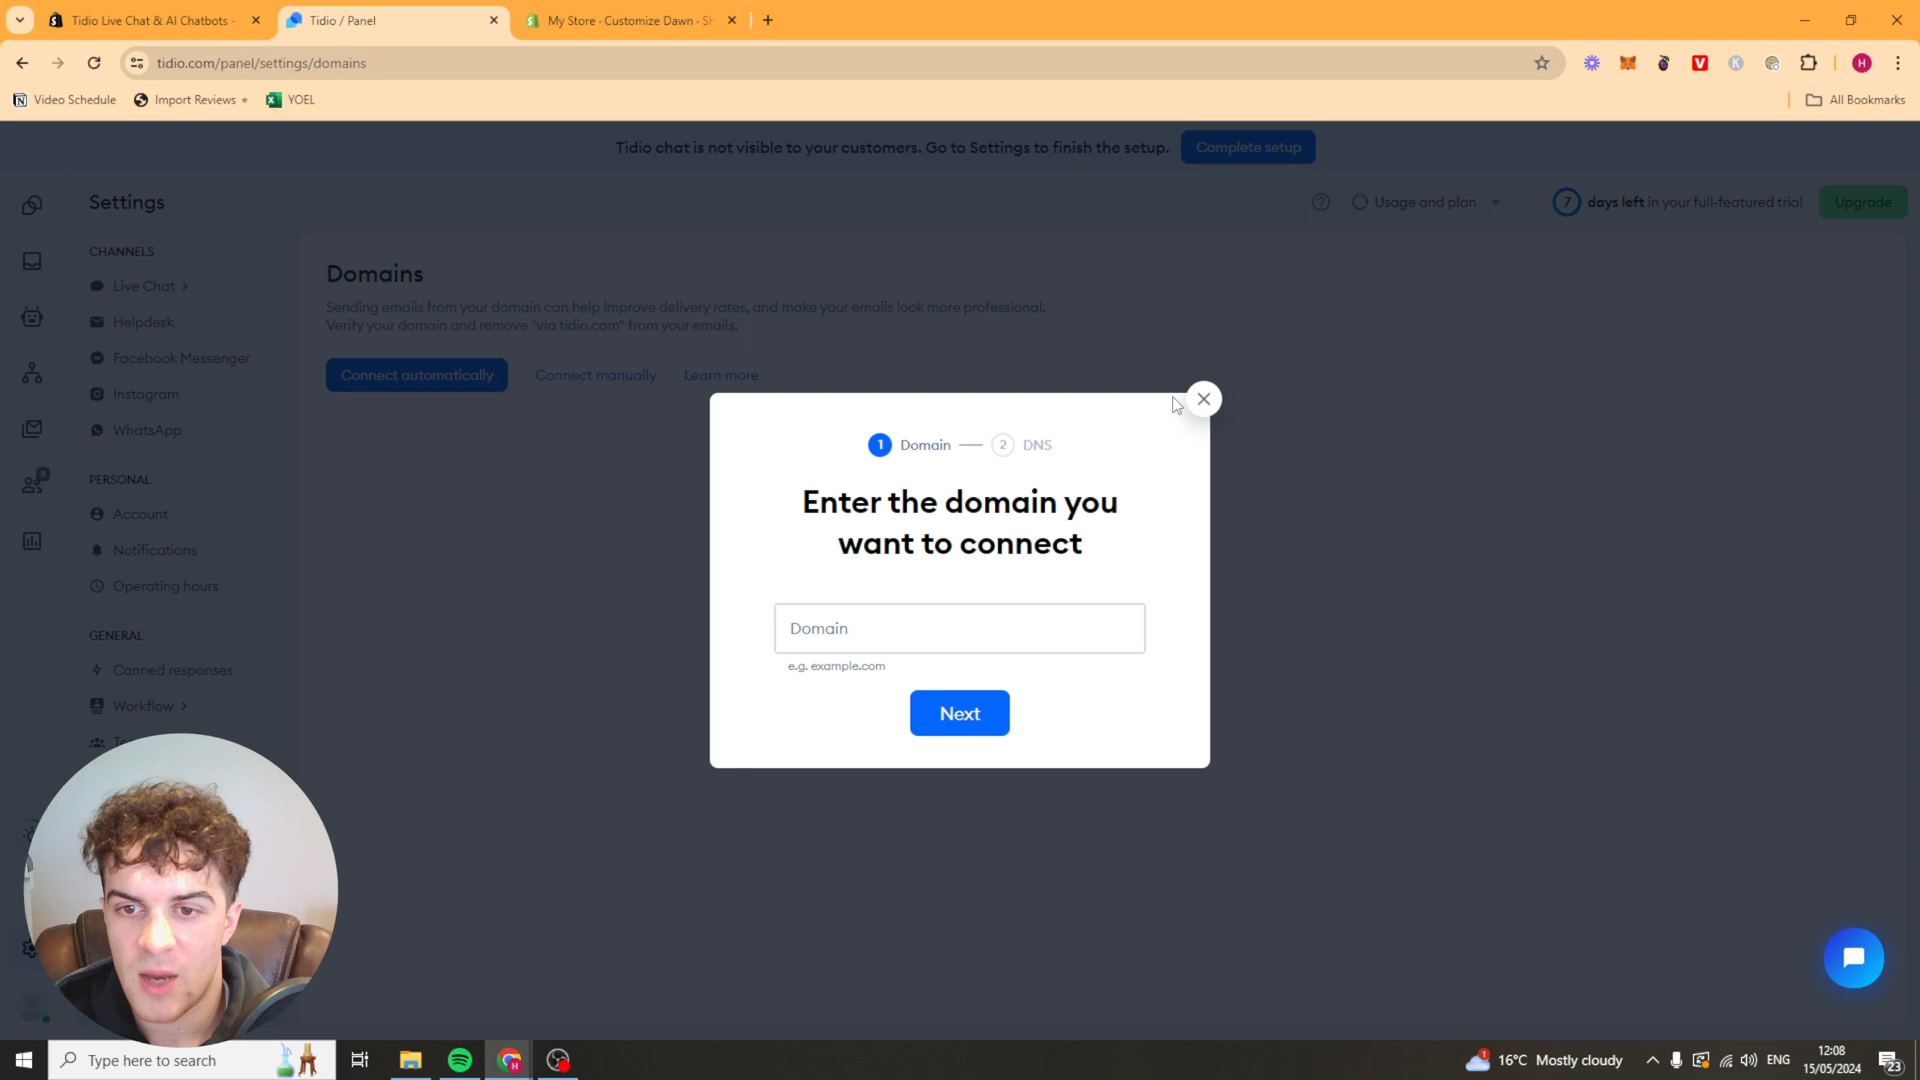 Tidio Live Chat & AI Chatbots -
Tidio / Panel
My Store · Customize Dawn · Sh
tidio.com/panel/settings/domains
Video Schedule
Import Reviews
YOEL
All Bookmarks
Tidio chat is not visible to your customers. Go to Settings to finish the setup.
Complete setup
Settings
Usage and plan
7
days left in your full-featured trial
Upgrade
CHANNELS
Live Chat
Helpdesk
Facebook Messenger
Instagram
WhatsApp
PERSONAL
Account
Notifications
Operating hours
GENERAL
Canned responses
Workflow
Domains
Sending emails from your domain can help improve delivery rates, and make your emails look more professional.
Verify your domain and remove "via tidio.com" from your emails.
Connect automatically
Connect manually
Learn more
1 Domain
2 DNS
Enter the domain you
want to connect
Domain
e.g. example.com
Next
Type here to search
16°C Mostly cloudy
ENG
12:08
15/05/2024
23